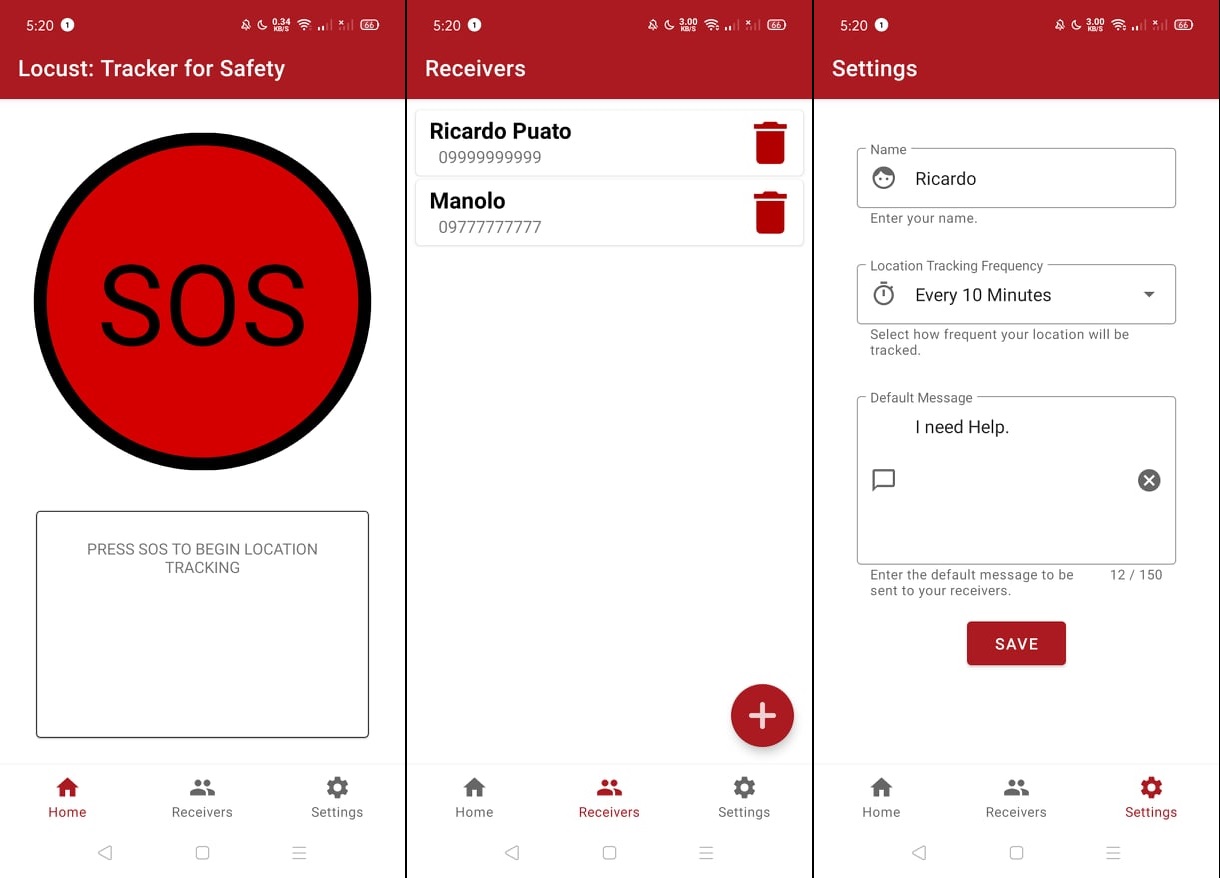 5:20 1 0.34 KB/S 66
Locust: Tracker for Safety
SOS
PRESS SOS TO BEGIN LOCATION
TRACKING
Home Receivers Settings
5:20 1 3.00 KB/S 66
Receivers
Ricardo Puato
09999999999
Manolo
09777777777
Home Receivers Settings
5:20 1 3.00 KB/S 66
Settings
Name
Ricardo
Enter your name.
Location Tracking Frequency
Every 10 Minutes
Select how frequent your location will be
tracked.
Default Message
I need Help.
Enter the default message to be 12 / 150
sent to your receivers.
SAVE
Home Receivers Settings